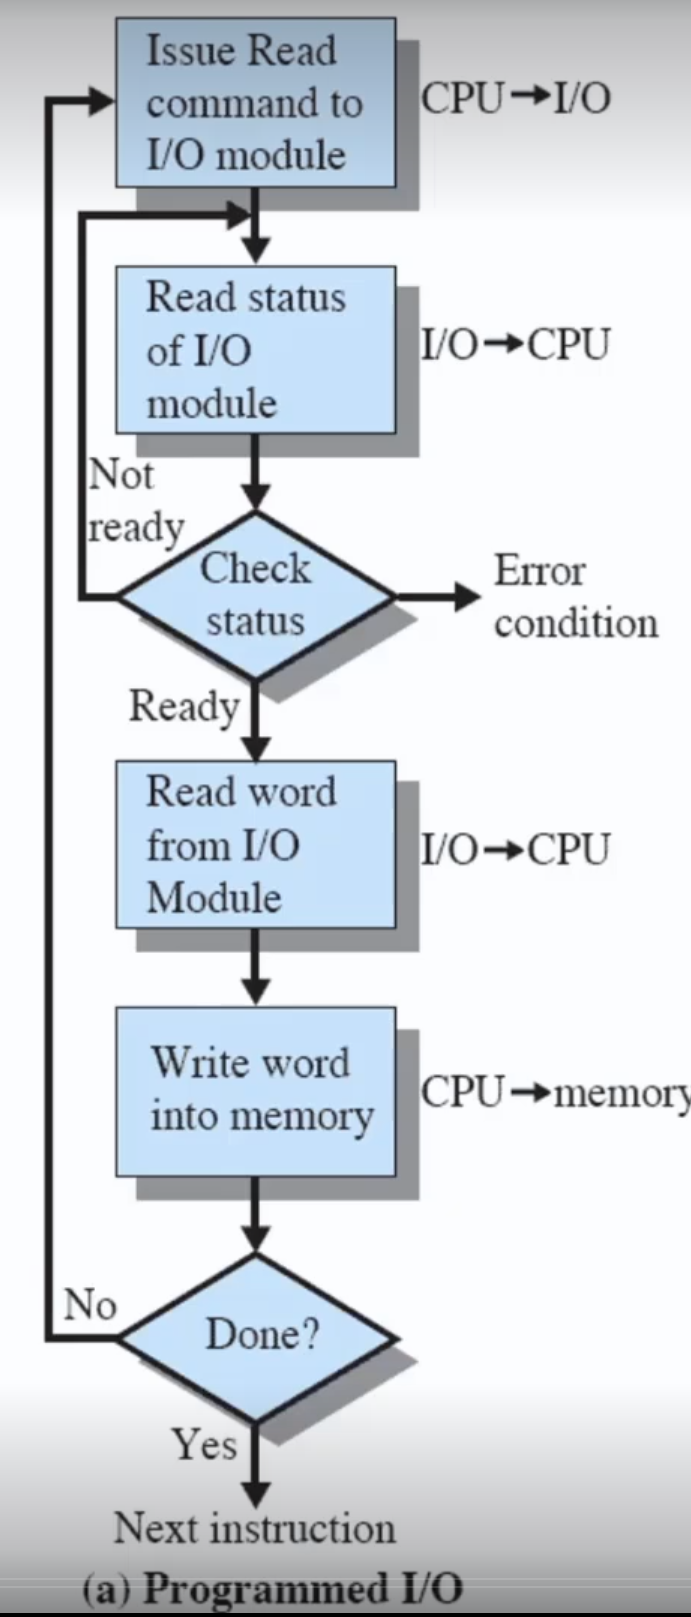 Issue Read
command to
I/O module
CPU→I/O
Read status
of I/O
module
I/O→CPU
Not
ready
Check
status
Error
condition
Ready
Read word
from I/O
Module
I/O→CPU
Write word
into memory
CPU→memory
No
Done?
Yes
Next instruction
(a) Programmed I/O